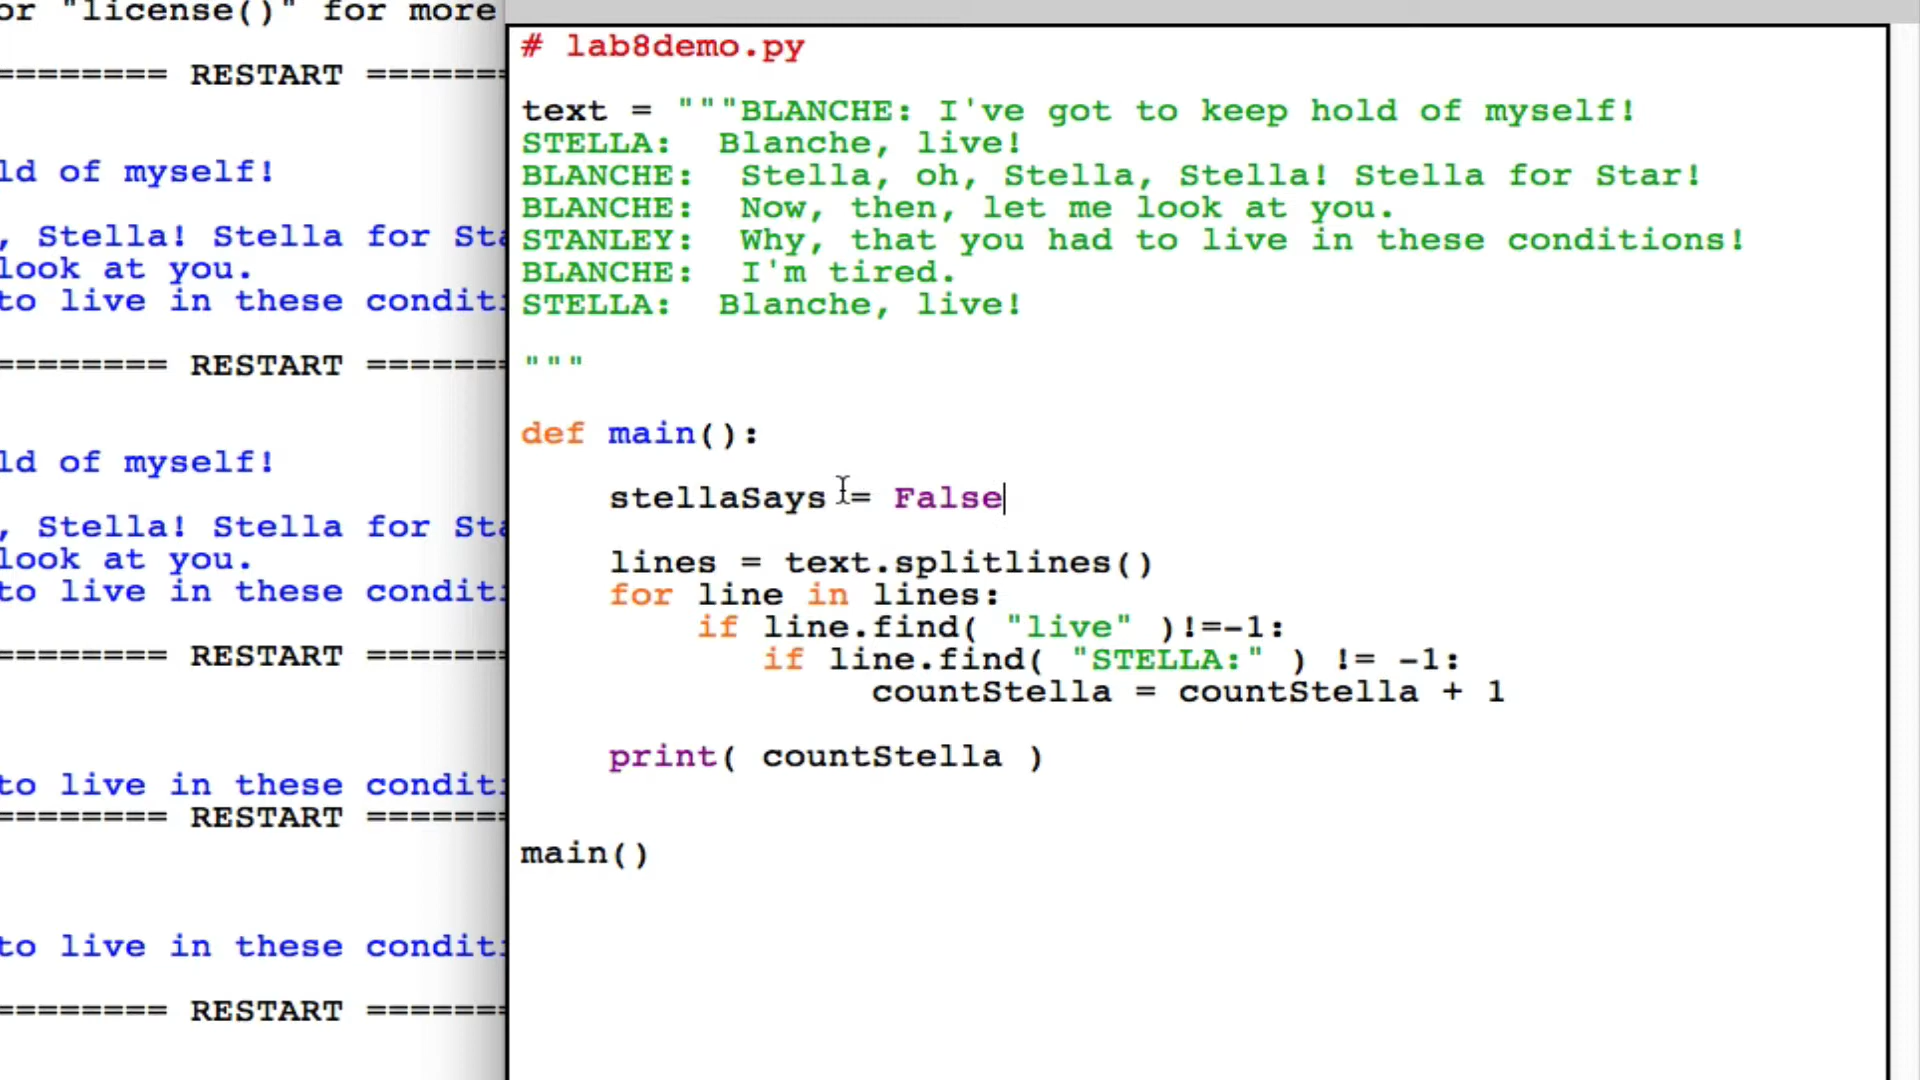 or "license()" for more
======== RESTART =======
ld of myself!
, Stella! Stella for Sta
look at you.
to live in these conditi
======== RESTART =======
ld of myself!
, Stella! Stella for Sta
look at you.
to live in these conditi
======== RESTART =======
to live in these conditi
======== RESTART =======
to live in these conditi
======== RESTART =======
# lab8demo.py
text = """BLANCHE: I've got to keep hold of myself!
STELLA:  Blanche, live!
BLANCHE:  Stella, oh, Stella, Stella! Stella for Star!
BLANCHE:  Now, then, let me look at you.
STANLEY:  Why, that you had to live in these conditions!
BLANCHE:  I'm tired.
STELLA:  Blanche, live!
"""
def main():
    stellaSays = False
    lines = text.splitlines()
    for line in lines:
        if line.find( "live" )!=-1:
           if line.find( "STELLA:" ) != -1:
                countStella = countStella + 1
    print( countStella )
main()